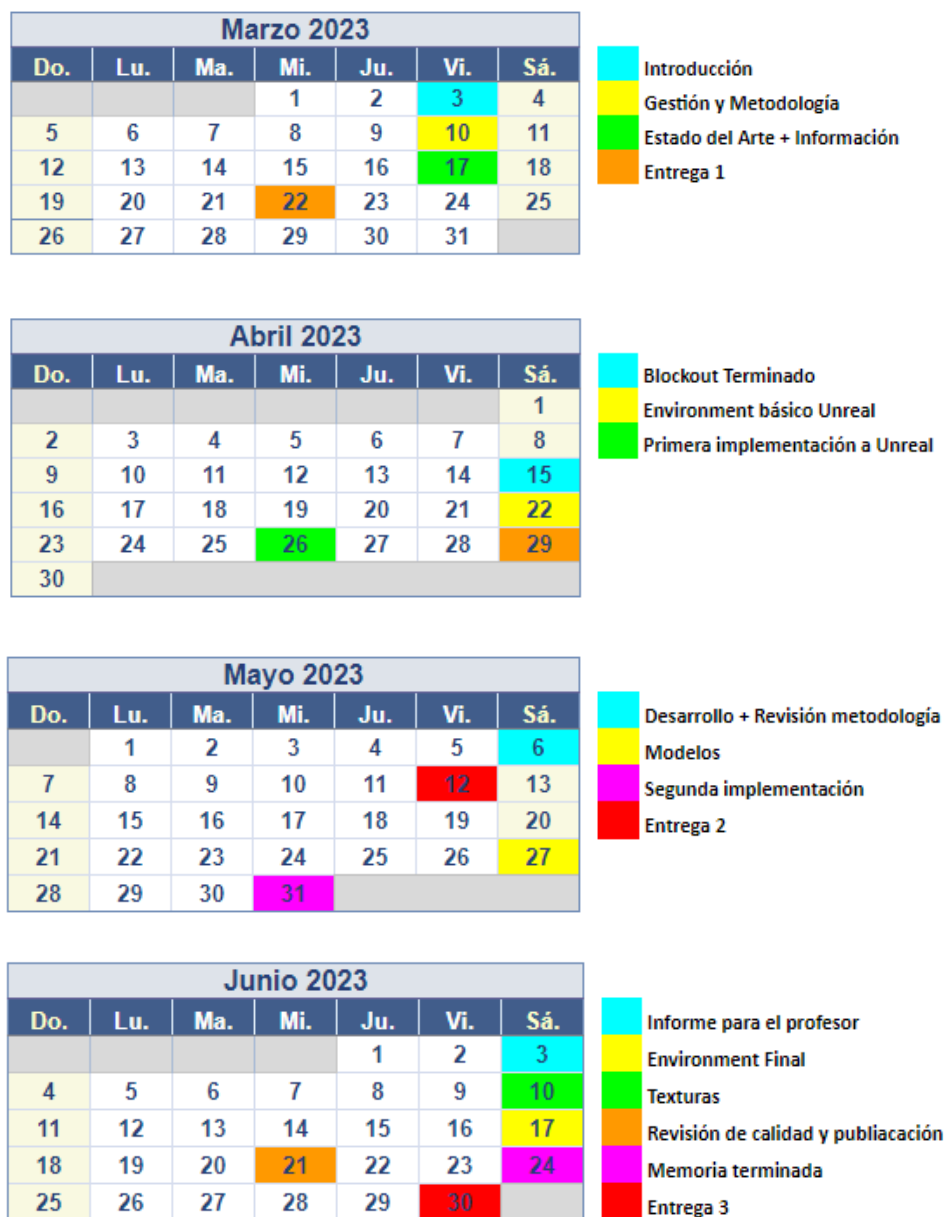 Marzo 2023
Do. Lu. Ma. Mi. Ju. Vi. Sá.
1 2 3 4
5 6 7 8 9 10 11
12 13 14 15 16 17 18
19 20 21 22 23 24 25
26 27 28 29 30 31
Introducción
Gestión y Metodología
Estado del Arte + Información
Entrega 1
Abril 2023
Do. Lu. Ma. Mi. Ju. Vi. Sá.
1
2 3 4 5 6 7 8
9 10 11 12 13 14 15
16 17 18 19 20 21 22
23 24 25 26 27 28 29
30
Blockout Terminado
Environment básico Unreal
Primera implementación a Unreal
Mayo 2023
Do. Lu. Ma. Mi. Ju. Vi. Sá.
1 2 3 4 5 6
7 8 9 10 11 12 13
14 15 16 17 18 19 20
21 22 23 24 25 26 27
28 29 30 31
Desarrollo + Revisión metodología
Modelos
Segunda implementación
Entrega 2
Junio 2023
Do. Lu. Ma. Mi. Ju. Vi. Sá.
1 2 3
4 5 6 7 8 9 10
11 12 13 14 15 16 17
18 19 20 21 22 23 24
25 26 27 28 29 30
Informe para el profesor
Environment Final
Texturas
Revisión de calidad y publiacación
Memoria terminada
Entrega 3